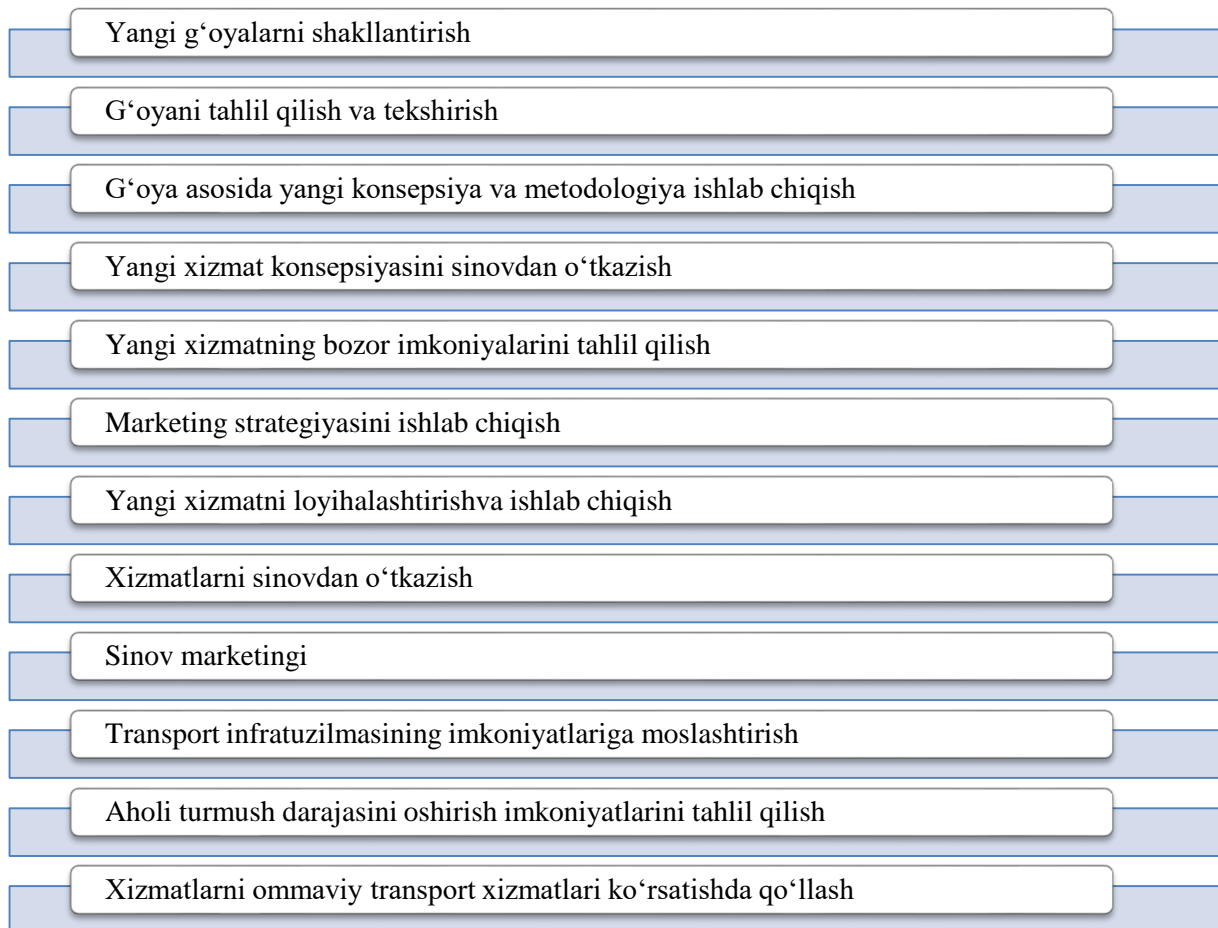 Yangi g‘oyalarni shakllantirish
G‘oyani tahlil qilish va tekshirish
G‘oya asosida yangi konsepsiya va metodologiya ishlab chiqish
Yangi xizmat konsepsiyasini sinovdan o‘tkazish
Yangi xizmatning bozor imkoniyalarini tahlil qilish
Marketing strategiyasini ishlab chiqish
Yangi xizmatni loyihalashtirishva ishlab chiqish
Xizmatlarni sinovdan o‘tkazish
Sinov marketingi
Transport infratuzilmasining imkoniyatlariga moslashtirish
Aholi turmush darajasini oshirish imkoniyatlarini tahlil qilish
Xizmatlarni ommaviy transport xizmatlari ko‘rsatishda qo‘llash